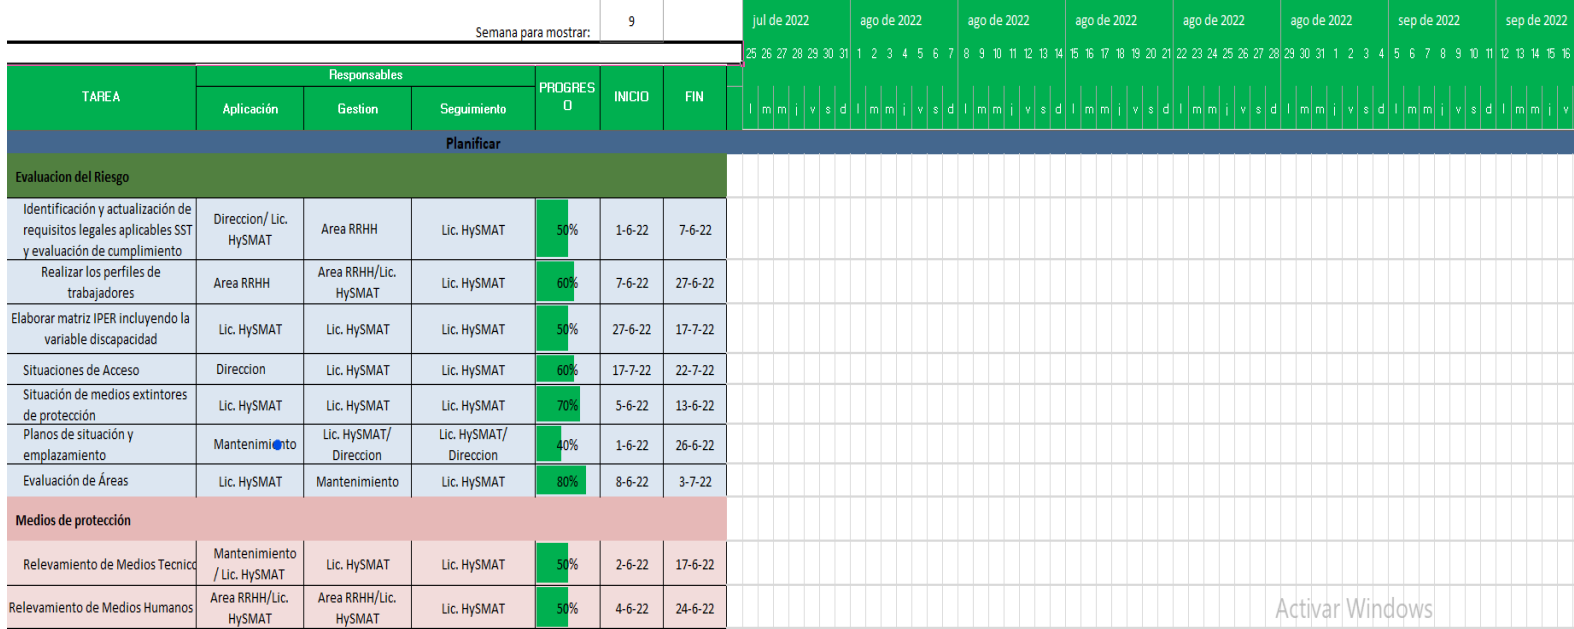 Semana para mostrar: 9
jul de 2022 ago de 2022 ago de 2022 ago de 2022 ago de 2022 ago de 2022 sep de 2022 sep de 2022
25 26 27 28 29 30 31 1 2 3 4 5 6 7 8 9 10 11 12 13 14 15 16 17 18 19 20 21 22 23 24 25 26 27 28 29 30 31 1 2 3 4 5 6 7 8 9 10 11 12 13 14 15 16
TAREA
Responsables
Aplicación Gestion Seguimiento
PROGRES
O
INICIO FIN
l m m j v s d l m m j v s d l m m j v s d l m m j v s d l m m j v s d l m m j v s d l m m j v s d l m m j v
Planificar
Evaluacion del Riesgo
Identificación y actualización de
requisitos legales aplicables SST
y evaluación de cumplimiento
Direccion/ Lic.
HySMAT
Area RRHH
Lic. HySMAT
50% 1-6-22 7-6-22
Realizar los perfiles de
trabajadores
Area RRHH
Area RRHH/Lic.
HySMAT
Lic. HySMAT
60% 7-6-22 27-6-22
Elaborar matriz IPER incluyendo la
variable discapacidad
Lic. HySMAT Lic. HySMAT Lic. HySMAT 50% 27-6-22 17-7-22
Situaciones de Acceso Direccion Lic. HySMAT Lic. HySMAT 60% 17-7-22 22-7-22
Situación de medios extintores
de protección
Lic. HySMAT Lic. HySMAT Lic. HySMAT 70% 5-6-22 13-6-22
Planos de situación y
emplazamiento
Mantenimiento
Lic. HySMAT/
Direccion
Lic. HySMAT/
Direccion
40% 1-6-22 26-6-22
Evaluación de Áreas Lic. HySMAT Mantenimiento Lic. HySMAT 80% 8-6-22 3-7-22
Medios de protección
Relevamiento de Medios Tecnico
Mantenimiento
/ Lic. HySMAT
Lic. HySMAT Lic. HySMAT 50% 2-6-22 17-6-22
Relevamiento de Medios Humanos
Area RRHH/Lic.
HySMAT
Area RRHH/Lic.
HySMAT
Lic. HySMAT 50% 4-6-22 24-6-22
Activar Windows